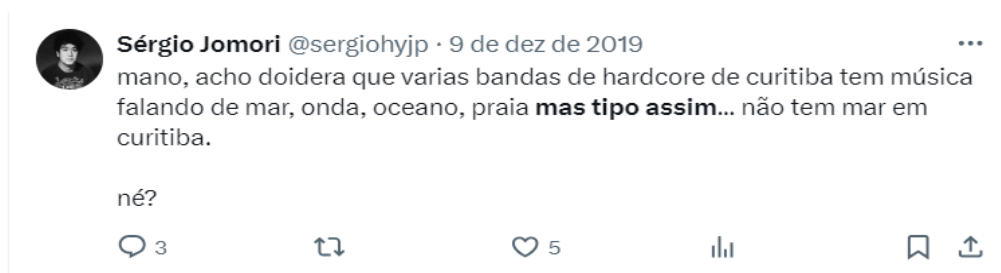 Sérgio Jomori @sergiohyjp · 9 de dez de 2019
mano, acho doidera que varias bandas de hardcore de curitiba tem música
falando de mar, onda, oceano, praia mas tipo assim... não tem mar em
curitiba.
né?
3 5